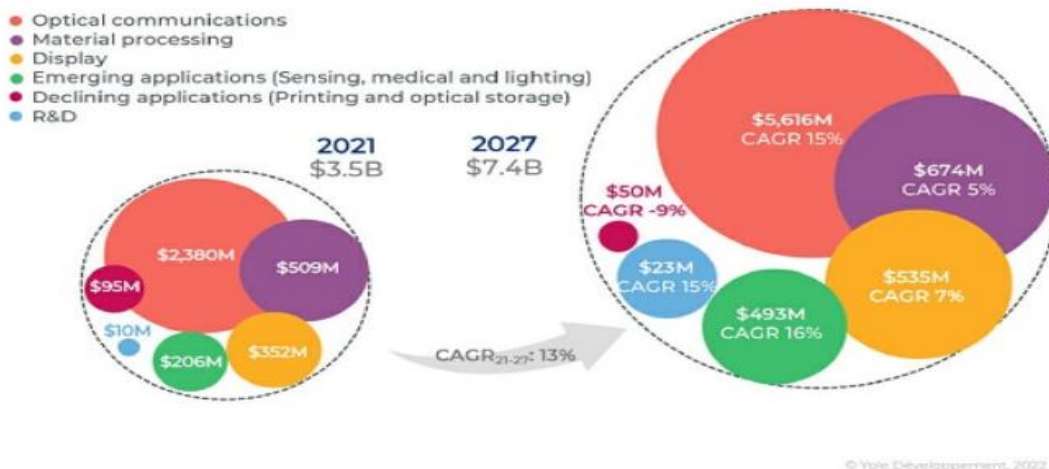 Optical communications
Material processing
Display
Emerging applications (Sensing, medical and lighting)
Declining applications (Printing and optical storage)
R&D
2021
$3.5B
2027
$7.4B
$2,380M
$509M
$95M
$10M
$206M
$352M
CAGR21-27: 13%
$5,616M
CAGR 15%
$674M
CAGR 5%
$50M
CAGR -9%
$23M
CAGR 15%
$535M
CAGR 7%
$493M
CAGR 16%
© Yole Développement, 2022